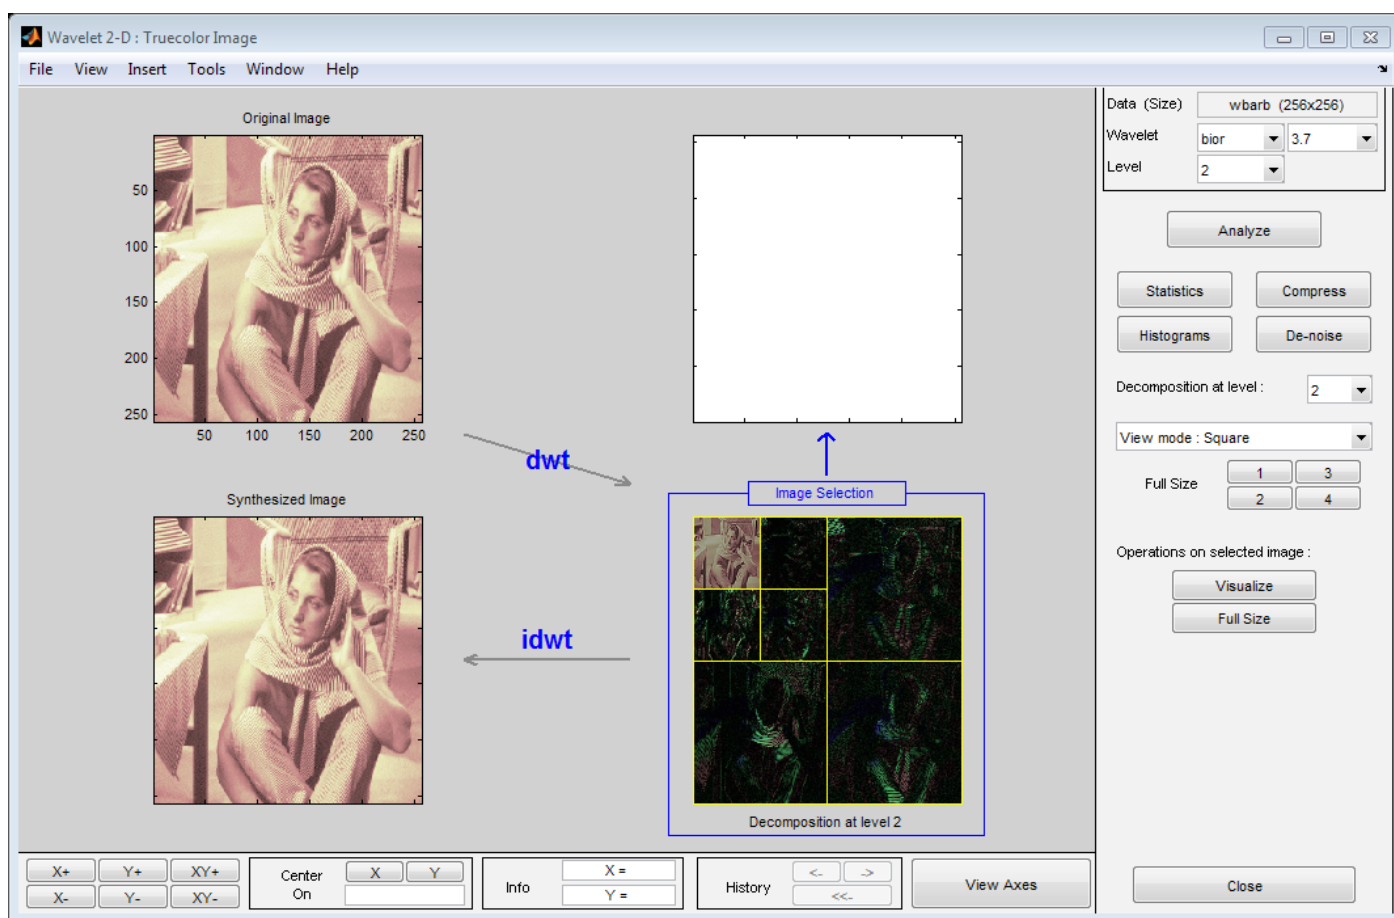 Wavelet 2-D : Truecolor Image
File View Insert Tools Window Help
Original Image
50
100
150
200
250
50 100 150 200 250
dwt
Image Selection
Synthesized Image
idwt
Decomposition at level 2
Data (Size) wbarb (256x256)
Wavelet bior 3.7
Level 2
Analyze
Statistics Compress
Histograms De-noise
Decomposition at level : 2
View mode : Square
Full Size 1 3
2 4
Operations on selected image :
Visualize
Full Size
X+ Y+ XY+
X- Y- XY-
Center On X Y
Info X =
Y =
History <- ->
<<-
View Axes
Close